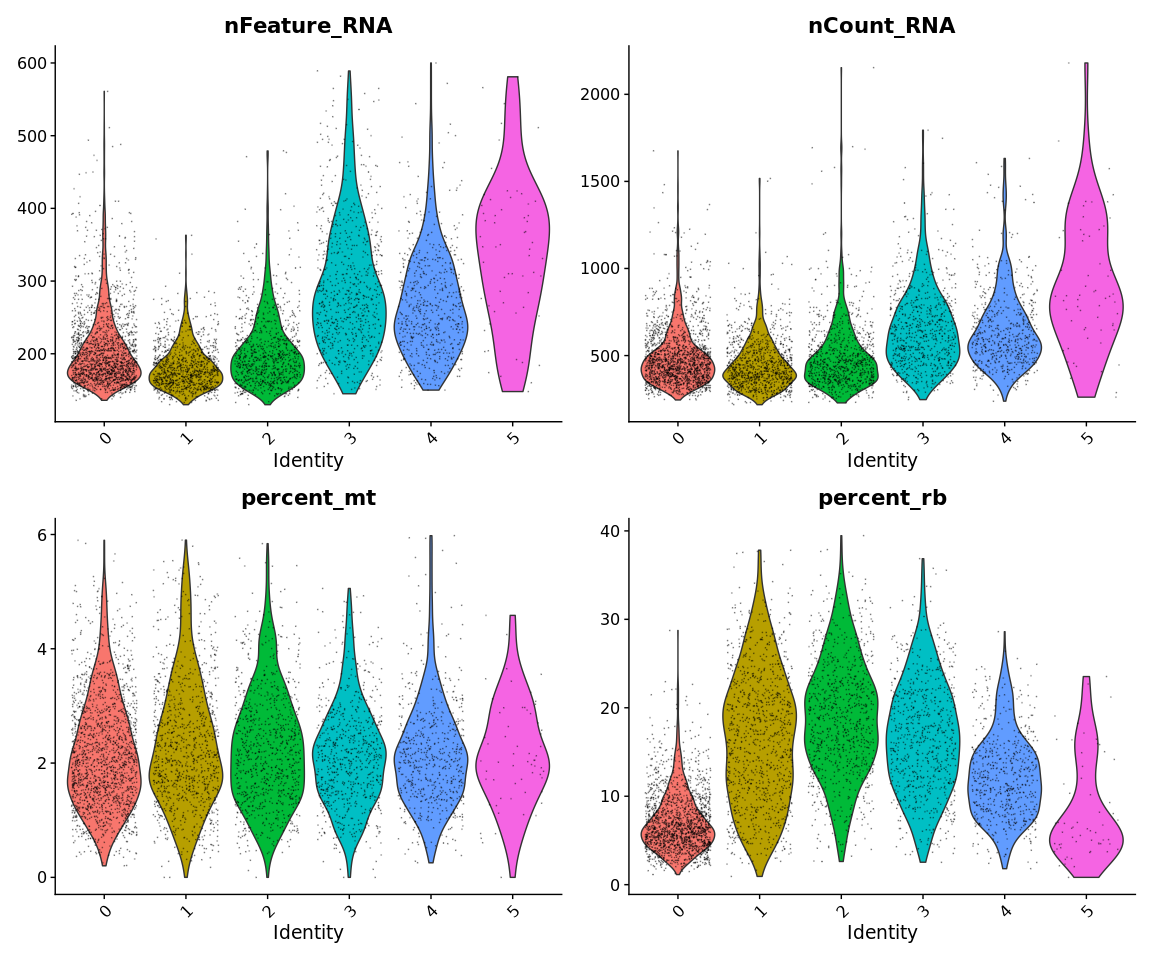 nFeature_RNA
600
500
400
300
200
0 1 2 3 4 5
Identity
nCount_RNA
2000
1500
1000
500
0 1 2 3 4 5
Identity
percent_mt
6
4
2
0
0 1 2 3 4 5
Identity
percent_rb
40
30
20
10
0
0 1 2 3 4 5
Identity